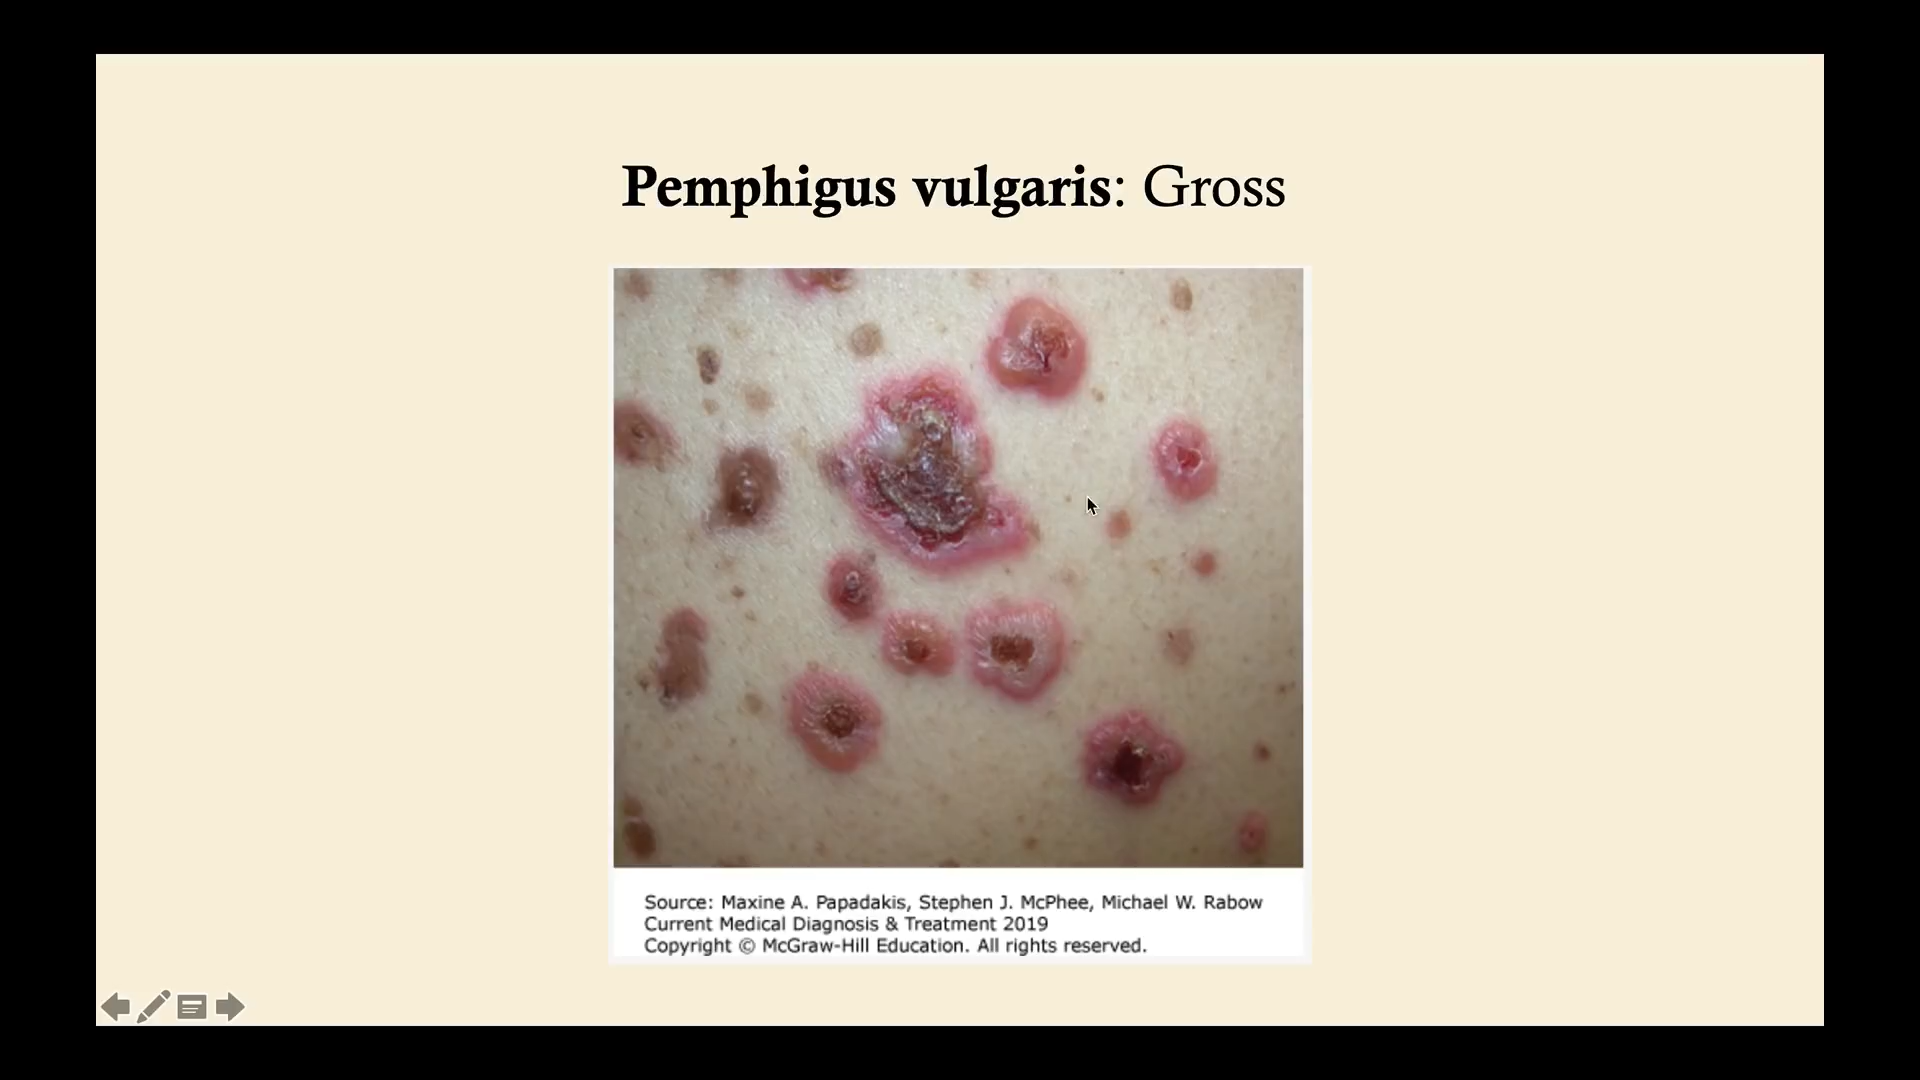 Pemphigus vulgaris: Gross
Source: Maxine A. Papadakis, Stephen J. McPhee, Michael W. Rabow
Current Medical Diagnosis & Treatment 2019
Copyright © McGraw-Hill Education. All rights reserved.